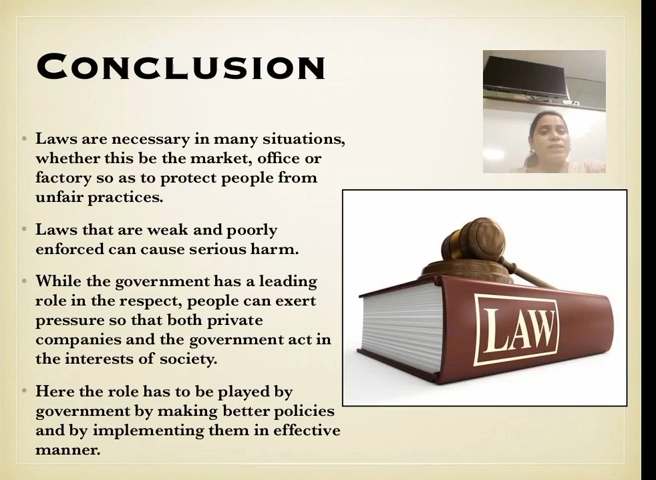 Conclusion
Laws are necessary in many situations,
whether this be the market, office or
factory so as to protect people from
unfair practices.
Laws that are weak and poorly
enforced can cause serious harm.
While the government has a leading
role in the respect, people can exert
pressure so that both private
companies and the government act in
the interests of society.
Here the role has to be played by
government by making better policies
and by implementing them in effective
manner.
LAW